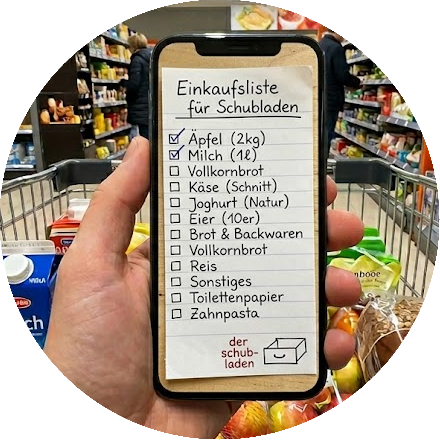 Einkaufsliste
für Schubladen
Äpfel (2kg)
Milch (1l)
Vollkornbrot
Käse (Schnitt)
Joghurt (Natur)
Eier (10er)
Brot & Backwaren
Vollkornbrot
Reis
Sonstiges
Toilettenpapier
Zahnpasta
der
schub-
laden